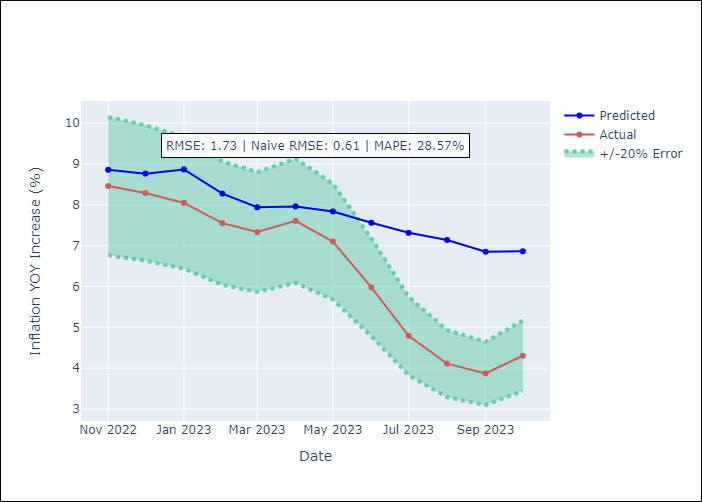 RMSE: 1.73 | Naive RMSE: 0.61 | MAPE: 28.57%
Predicted
Actual
+/-20% Error
Inflation YOY Increase (%)
10
9
8
7
6
5
4
3
Nov 2022 Jan 2023 Mar 2023 May 2023 Jul 2023 Sep 2023
Date